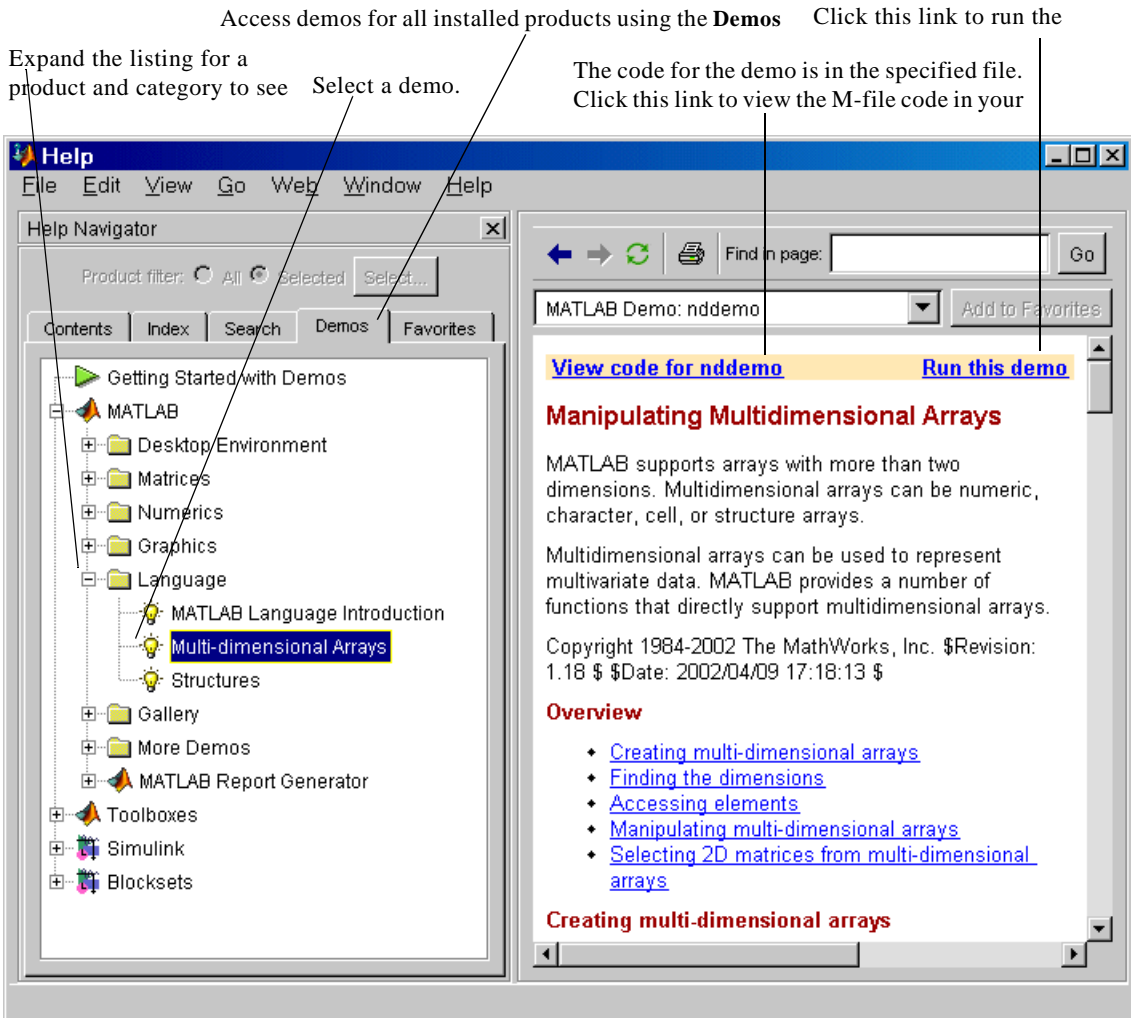 Access demos for all installed products using the Demos
Click this link to run the
Expand the listing for a
product and category to see
Select a demo.
The code for the demo is in the specified file.
Click this link to view the M-file code in your
Help
File Edit View Go Web Window Help
Help Navigator
Product filter: All Selected Select...
Contents Index Search Demos Favorites
Getting Started with Demos
MATLAB
Desktop Environment
Matrices
Numerics
Graphics
Language
MATLAB Language Introduction
Multi-dimensional Arrays
Structures
Gallery
More Demos
MATLAB Report Generator
Toolboxes
Simulink
Blocksets
Find in page: Go
MATLAB Demo: nddemo Add to Favorites
View code for nddemo Run this demo
Manipulating Multidimensional Arrays
MATLAB supports arrays with more than two
dimensions. Multidimensional arrays can be numeric,
character, cell, or structure arrays.
Multidimensional arrays can be used to represent
multivariate data. MATLAB provides a number of
functions that directly support multidimensional arrays.
Copyright 1984-2002 The MathWorks, Inc. $Revision:
1.18 $ $Date: 2002/04/09 17:18:13 $
Overview
Creating multi-dimensional arrays
Finding the dimensions
Accessing elements
Manipulating multi-dimensional arrays
Selecting 2D matrices from multi-dimensional
arrays
Creating multi-dimensional arrays